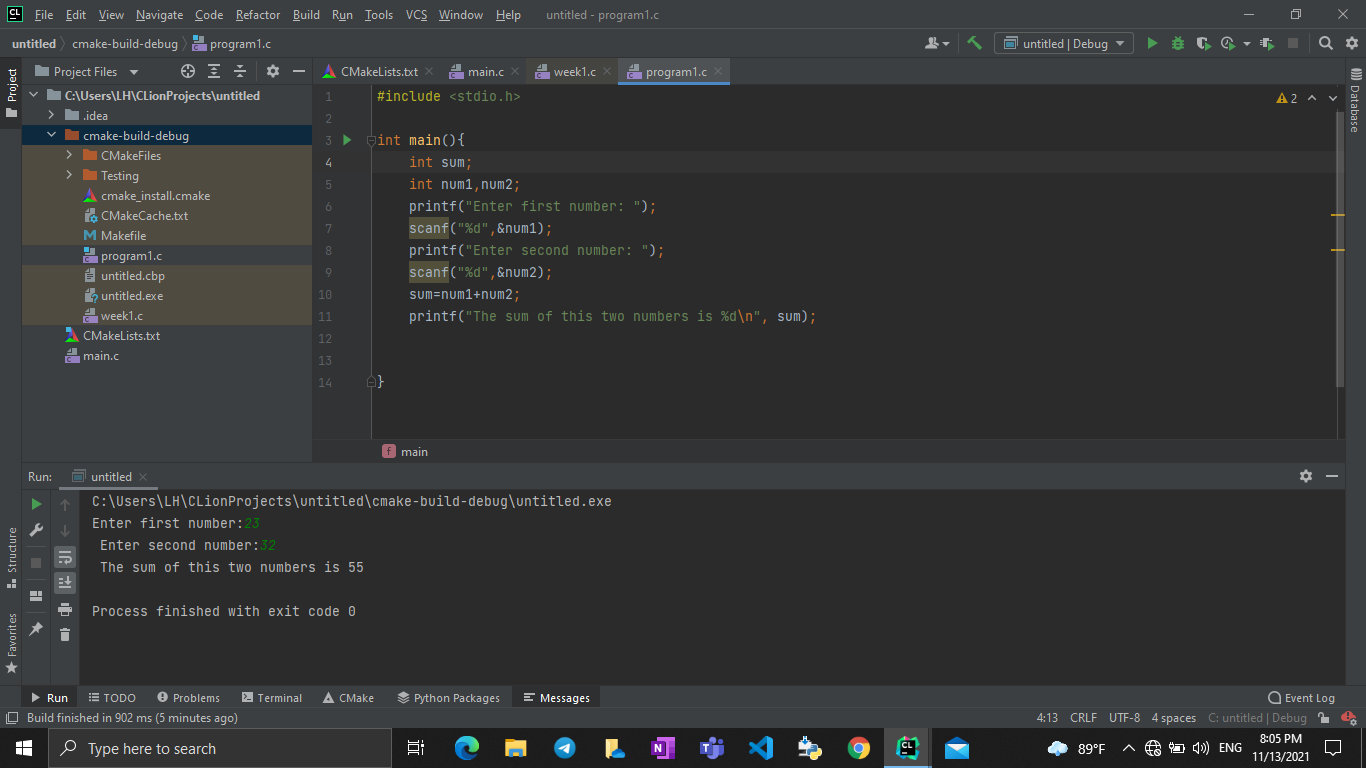 CL File Edit View Navigate Code Refactor Build Run Tools VCS Window Help untitled - program1.c
untitled cmake-build-debug program1.c untitled | Debug
Project Files
CMakeLists.txt main.c week1.c program1.c
Project
C:\Users\LH\CLionProjects\untitled
.idea
cmake-build-debug
CMakeFiles
Testing
cmake_install.cmake
CMakeCache.txt
Makefile
program1.c
untitled.cbp
untitled.exe
week1.c
CMakeLists.txt
main.c
1 #include <stdio.h>
2
3 int main(){
4 int sum;
5 int num1,num2;
6 printf("Enter first number: ");
7 scanf("%d",&num1);
8 printf("Enter second number: ");
9 scanf("%d",&num2);
10 sum=num1+num2;
11 printf("The sum of this two numbers is %d\n", sum);
12
13
14 }
2
Database
f main
Run: untitled
C:\Users\LH\CLionProjects\untitled\cmake-build-debug\untitled.exe
Enter first number:23
Enter second number:32
The sum of this two numbers is 55
Process finished with exit code 0
Structure
Favorites
Run TODO Problems Terminal CMake Python Packages Messages Event Log
Build finished in 902 ms (5 minutes ago) 4:13 CRLF UTF-8 4 spaces C: untitled | Debug
Type here to search 89°F ENG 8:05 PM
11/13/2021